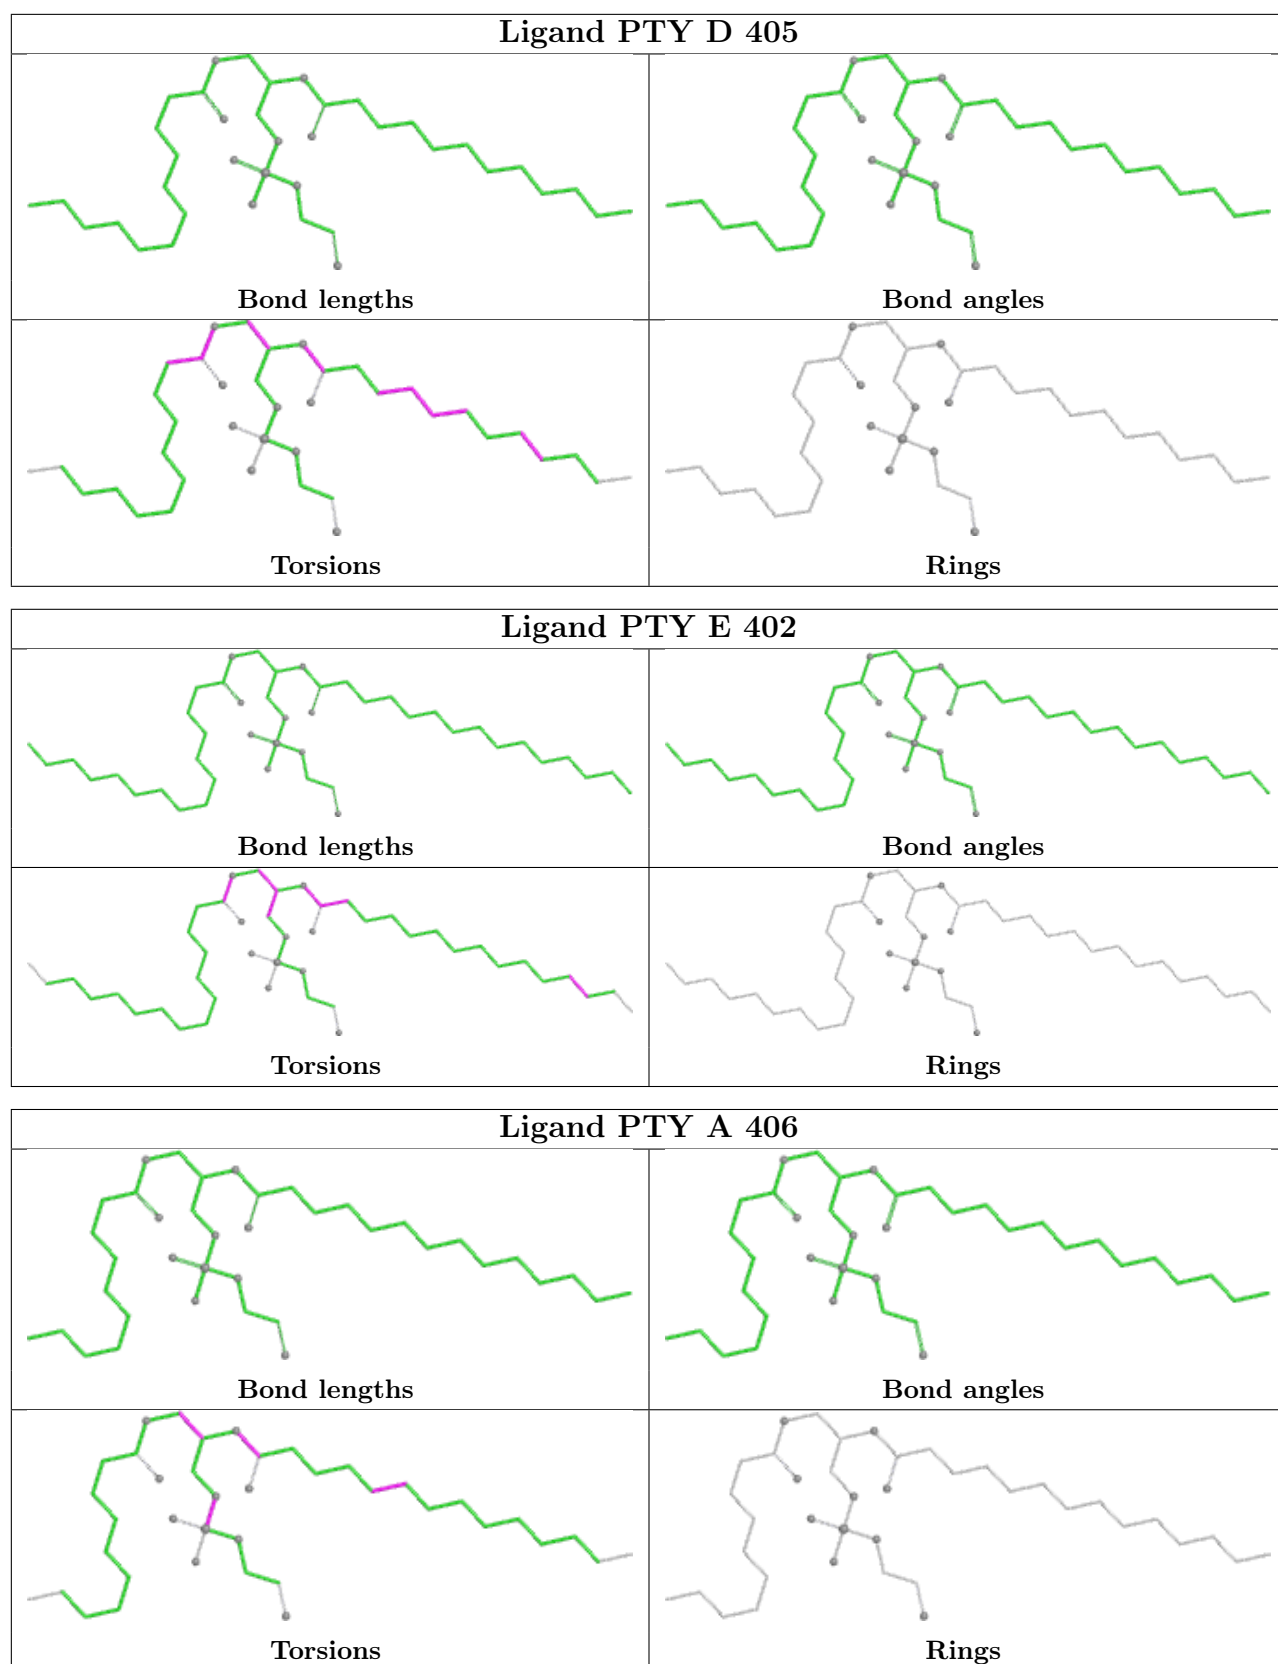 Ligand PTY D 405
Bond lengths
Bond angles
Torsions
Rings
Ligand PTY E 402
Bond lengths
Bond angles
Torsions
Rings
Ligand PTY A 406
Bond lengths
Bond angles
Torsions
Rings